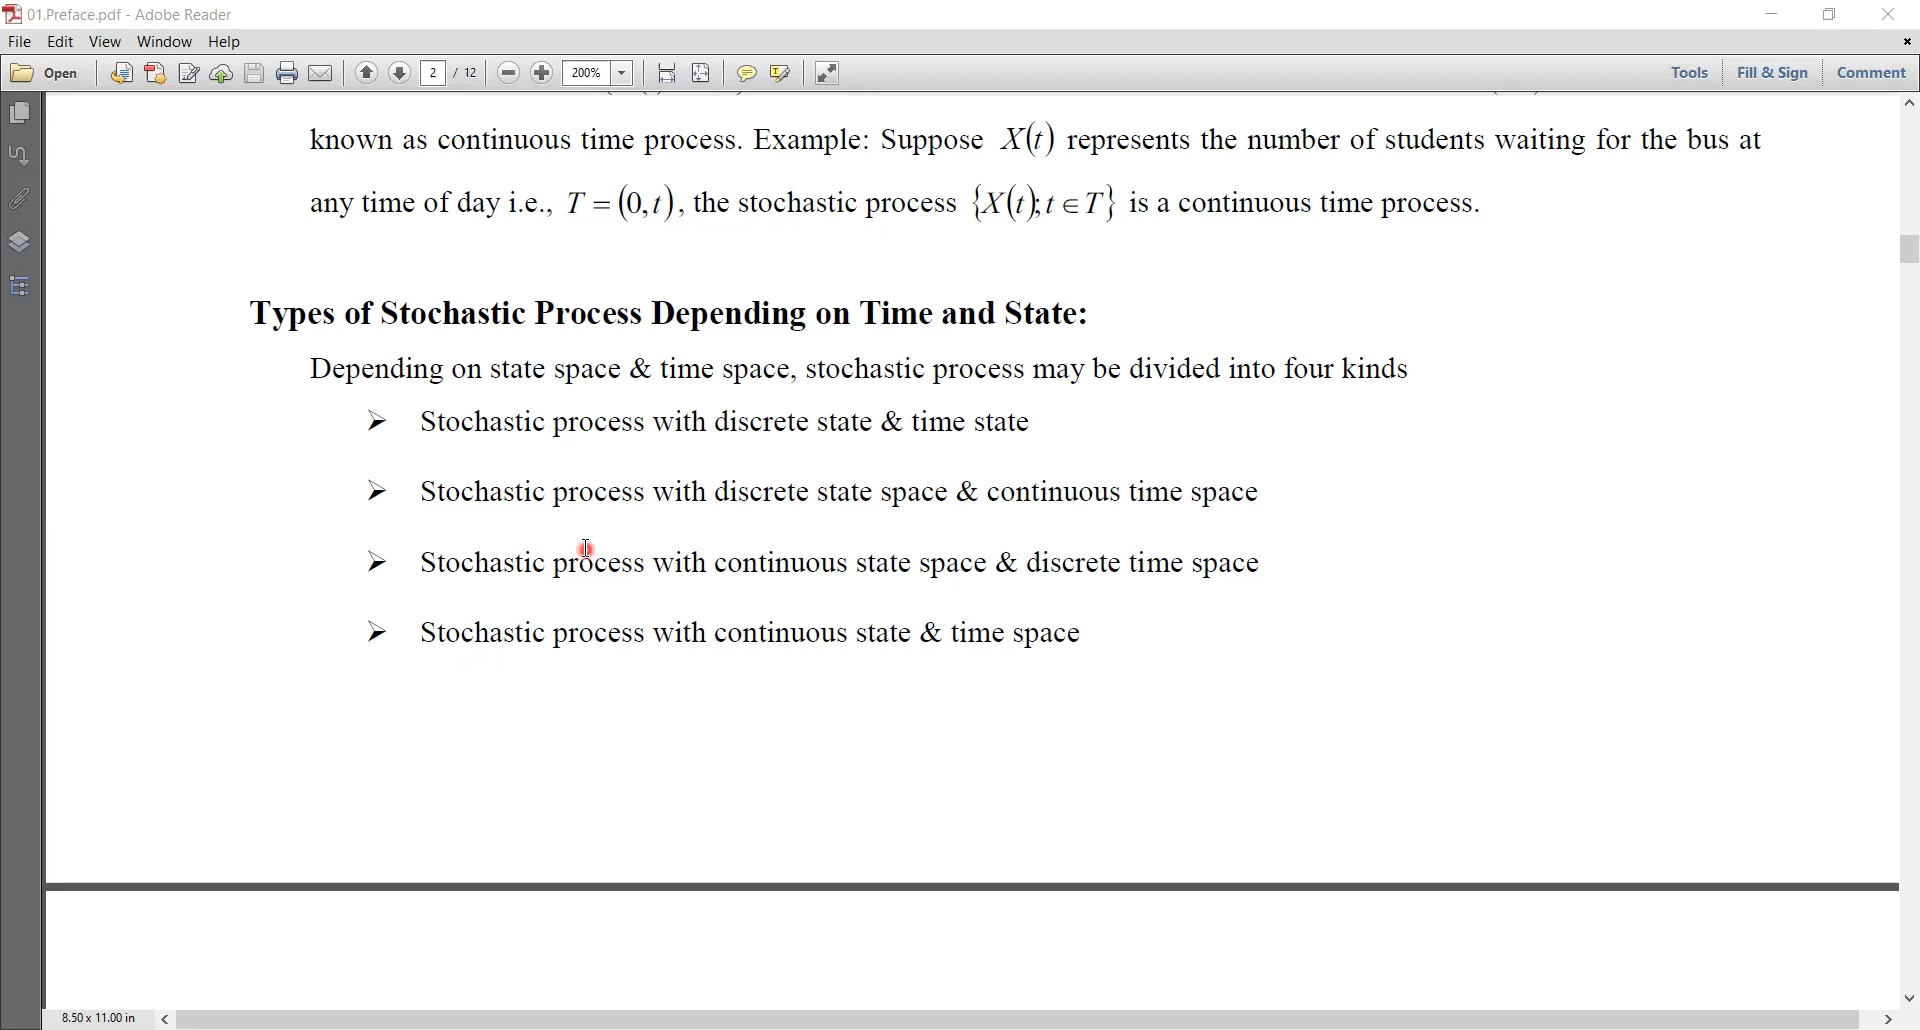 01.Preface.pdf - Adobe Reader
File Edit View Window Help
Open 2 / 12 200% Tools Fill & Sign Comment
known as continuous time process. Example: Suppose X(t) represents the number of students waiting for the bus at
any time of day i.e., T = (0, t), the stochastic process {X(t); t ∈ T} is a continuous time process.
Types of Stochastic Process Depending on Time and State:
Depending on state space & time space, stochastic process may be divided into four kinds
➢ Stochastic process with discrete state & time state
➢ Stochastic process with discrete state space & continuous time space
➢ Stochastic process with continuous state space & discrete time space
➢ Stochastic process with continuous state & time space
8.50 x 11.00 in